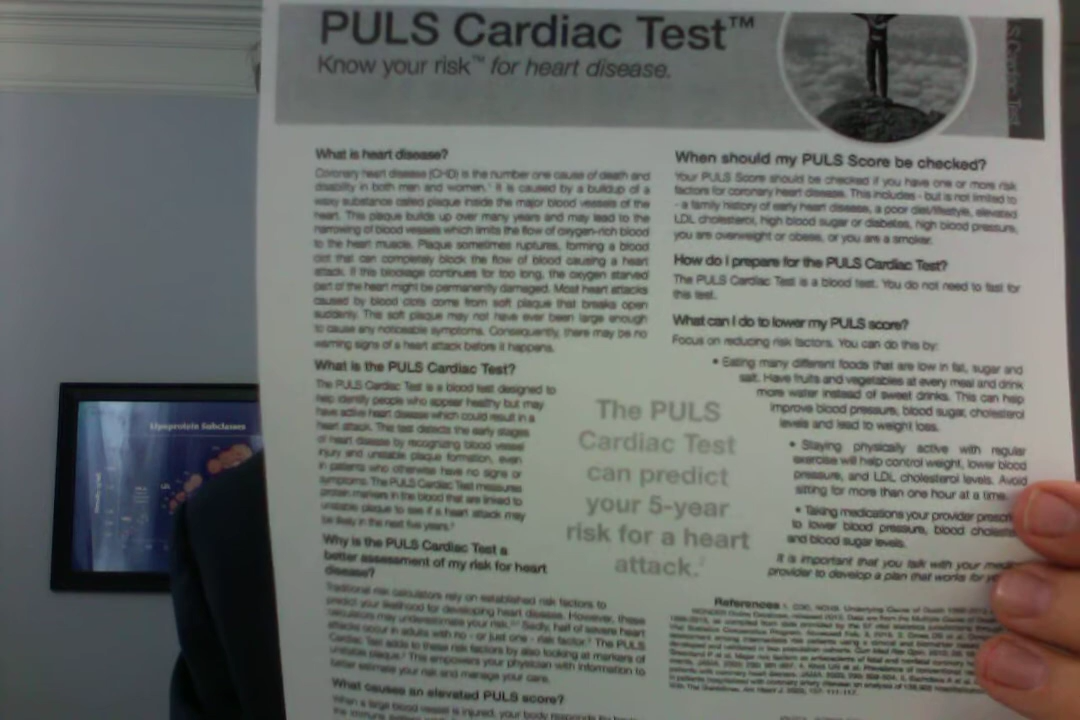 PULS Cardiac Test™
Know your risk™ for heart disease.
S Cardiac Test
What is heart disease?
Coronary heart disease (CHD) is the number one cause of death and
disability in both men and women.¹ It is caused by a buildup of a
waxy substance called plaque inside the major blood vessels of the
heart. This plaque builds up over many years and may lead to the
narrowing of blood vessels which limits the flow of oxygen-rich blood
to the heart muscle. Plaque sometimes ruptures, forming a blood
clot that can completely block the flow of blood causing a heart
attack. If this blockage continues for too long, the oxygen starved
part of the heart might be permanently damaged. Most heart attacks
caused by blood clots come from soft plaque that breaks open
suddenly. This soft plaque may not have ever been large enough
to cause any noticeable symptoms. Consequently, there may be no
warning signs of a heart attack before it happens.
What is the PULS Cardiac Test?
The PULS Cardiac Test is a blood test designed to
help identify people who appear healthy but may
have active heart disease which could result in a
heart attack. This test detects the early stages
of heart disease by recognizing blood vessel
injury and unstable plaque formation, even
in patients who otherwise have no signs or
symptoms. The PULS Cardiac Test measures
protein markers in the blood that are linked to
unstable plaque to see if a heart attack may
be likely in the next five years.²
Why is the PULS Cardiac Test a
better assessment of my risk for heart
disease?
Traditional risk calculators rely on established risk factors to
predict your likelihood for developing heart disease. However, these
calculators may underestimate your risk. Sadly, half of severe heart
attacks occur in adults with no - or just one - risk factor. The PULS
Cardiac Test adds to these risk factors by also looking at markers of
unstable plaque. This empowers your physician with information to
better estimate your risk and manage your care.
What causes an elevated PULS score?
When a large blood vessel is injured, your body responds by
the immune
The PULS
Cardiac Test
can predict
your 5-year
risk for a heart
attack.²
When should my PULS Score be checked?
Your PULS Score should be checked if you have one or more risk
factors for coronary heart disease. This includes - but is not limited to
- a family history of early heart disease, a poor diet/lifestyle, elevated
LDL cholesterol, high blood sugar or diabetes, high blood pressure,
you are overweight or obese, or you are a smoker.
How do I prepare for the PULS Cardiac Test?
The PULS Cardiac Test is a blood test. You do not need to fast for
this test.
What can I do to lower my PULS score?
Focus on reducing risk factors. You can do this by:
• Eating many different foods that are low in fat, sugar and
salt. Have fruits and vegetables at every meal and drink
more water instead of sweet drinks. This can help
improve blood pressure, blood sugar, cholesterol
levels and lead to weight loss.
• Staying physically active with regular
exercise will help control weight, lower blood
pressure, and LDL cholesterol levels. Avoid
sitting for more than one hour at a time.
• Taking medications your provider prescri
to lower blood pressure, blood choleste
and blood sugar levels.
It is important that you talk with your med
provider to develop a plan that works for yo
References
Lipoprotein Subclasses